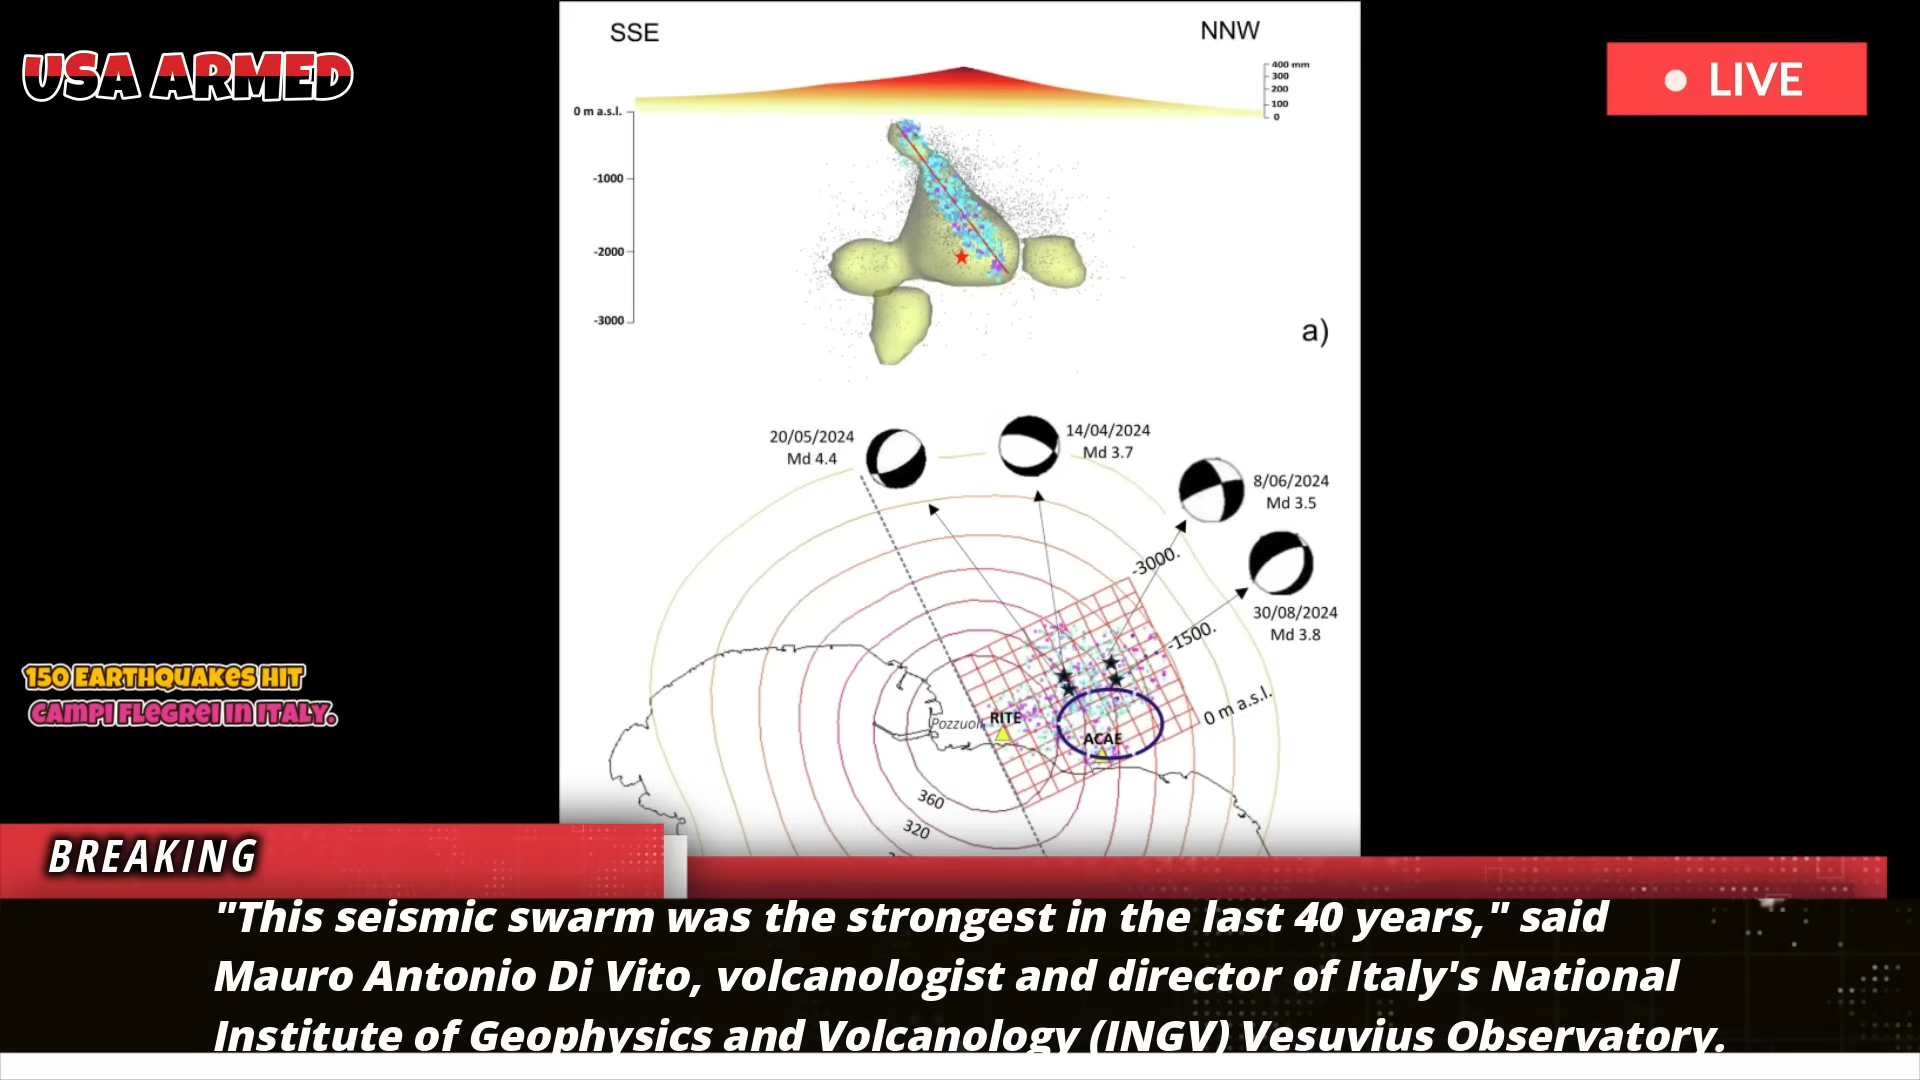 USA ARMED
SSE
NNW
LIVE
400 mm
300
200
100
0
0 m a.s.l.
-1000
-2000
-3000
a)
20/05/2024
Md 4.4
14/04/2024
Md 3.7
8/06/2024
Md 3.5
30/08/2024
Md 3.8
-3000.
-1500.
0 m a.s.l.
Pozzuoli
RITE
ACAE
360
320
150 EARTHQUAKES HIT
CAMPI FLEGREI IN ITALY.
BREAKING
"This seismic swarm was the strongest in the last 40 years," said
Mauro Antonio Di Vito, volcanologist and director of Italy's National
Institute of Geophysics and Volcanology (INGV) Vesuvius Observatory.